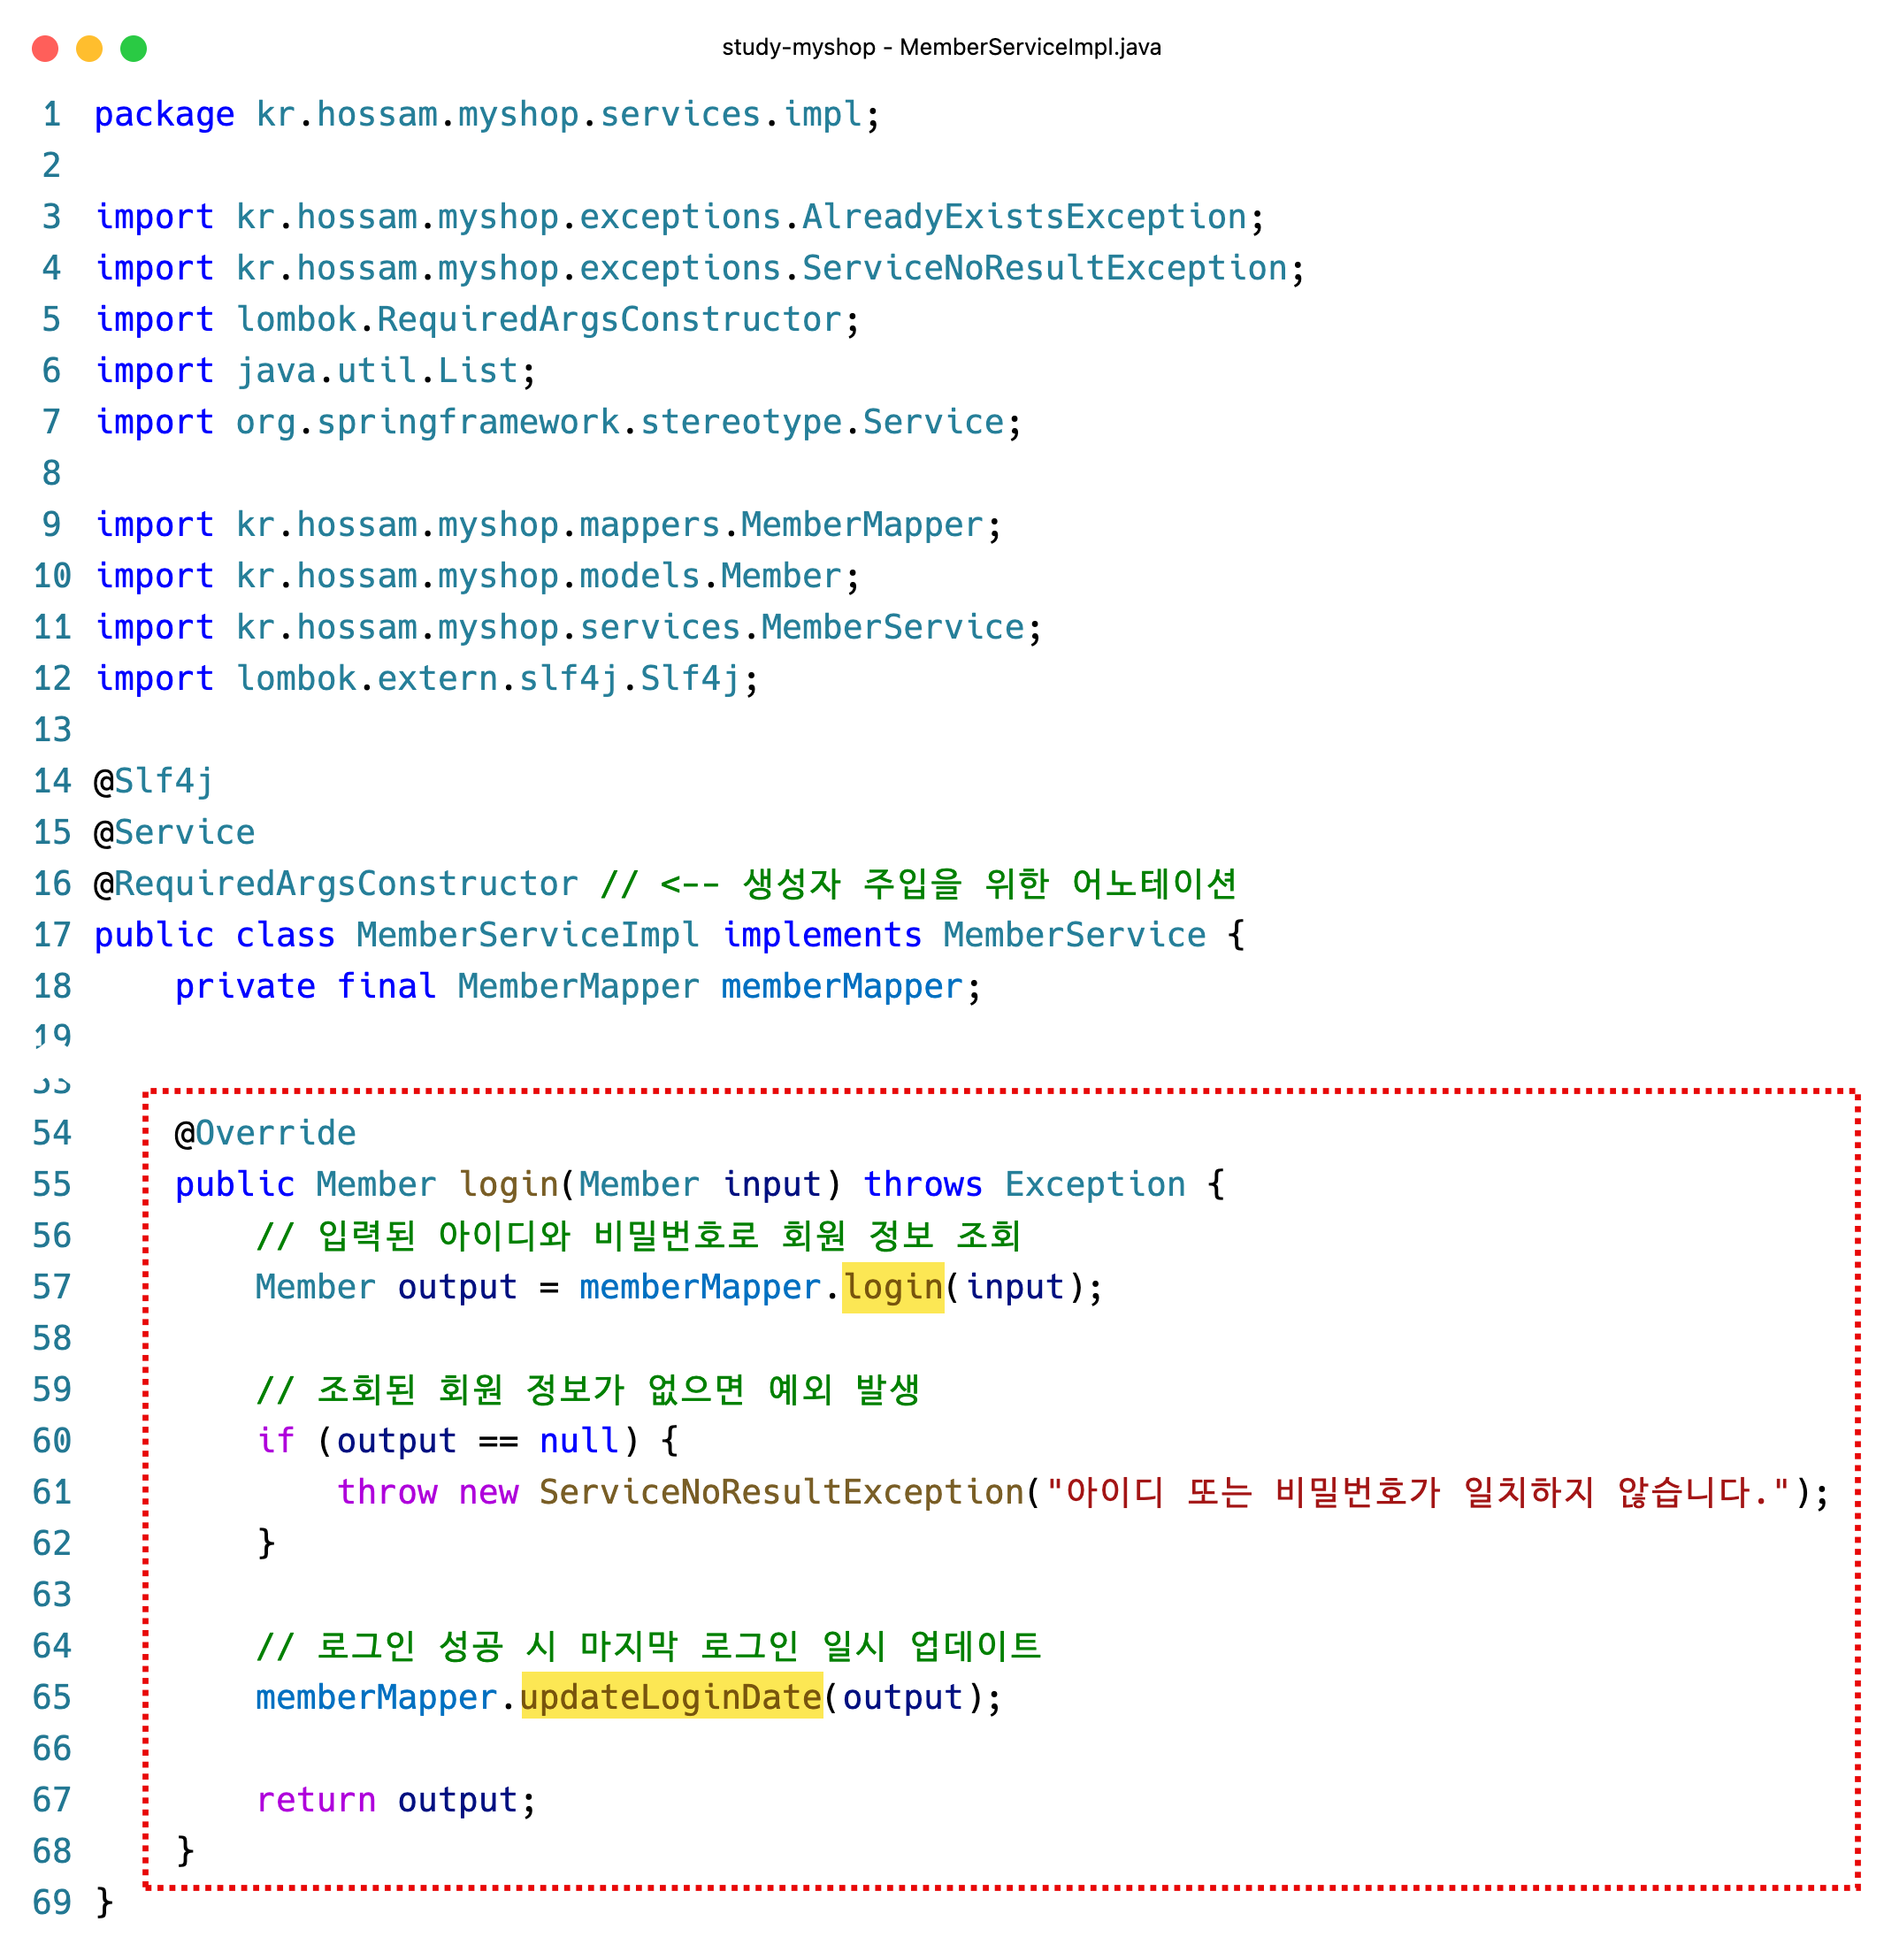 study-myshop - MemberServiceImpl.java
1 package kr.hossam.myshop.services.impl;
2
3 import kr.hossam.myshop.exceptions.AlreadyExistsException;
4 import kr.hossam.myshop.exceptions.ServiceNoResultException;
5 import lombok.RequiredArgsConstructor;
6 import java.util.List;
7 import org.springframework.stereotype.Service;
8
9 import kr.hossam.myshop.mappers.MemberMapper;
10 import kr.hossam.myshop.models.Member;
11 import kr.hossam.myshop.services.MemberService;
12 import lombok.extern.slf4j.Slf4j;
13
14 @Slf4j
15 @Service
16 @RequiredArgsConstructor // <-- 생성자 주입을 위한 어노테이션
17 public class MemberServiceImpl implements MemberService {
18     private final MemberMapper memberMapper;
19
53
54     @Override
55     public Member login(Member input) throws Exception {
56         // 입력된 아이디와 비밀번호로 회원 정보 조회
57         Member output = memberMapper.login(input);
58
59         // 조회된 회원 정보가 없으면 예외 발생
60         if (output == null) {
61             throw new ServiceNoResultException("아이디 또는 비밀번호가 일치하지 않습니다.");
62         }
63
64         // 로그인 성공 시 마지막 로그인 일시 업데이트
65         memberMapper.updateLoginDate(output);
66
67         return output;
68     }
69 }